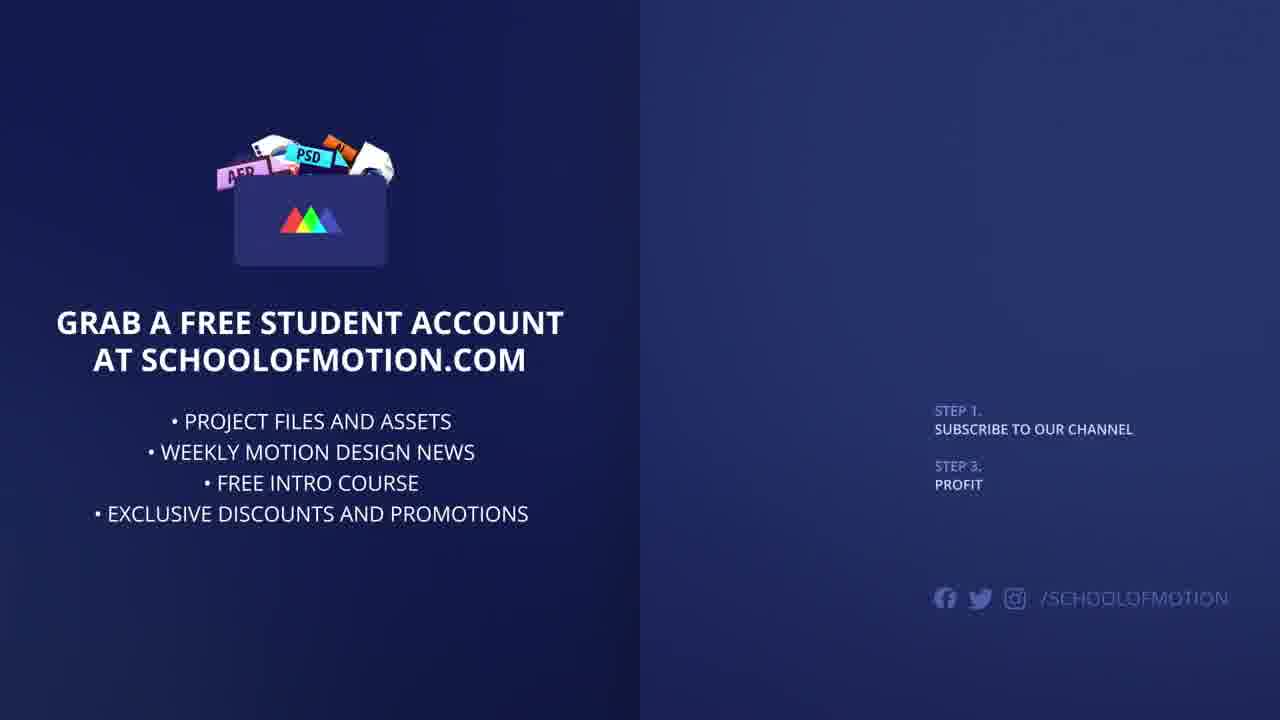 AEP
PSD
AI
GRAB A FREE STUDENT ACCOUNT
AT SCHOOLOFMOTION.COM
• PROJECT FILES AND ASSETS
• WEEKLY MOTION DESIGN NEWS
• FREE INTRO COURSE
• EXCLUSIVE DISCOUNTS AND PROMOTIONS
STEP 1.
SUBSCRIBE TO OUR CHANNEL
STEP 3.
PROFIT
/SCHOOLOFMOTION